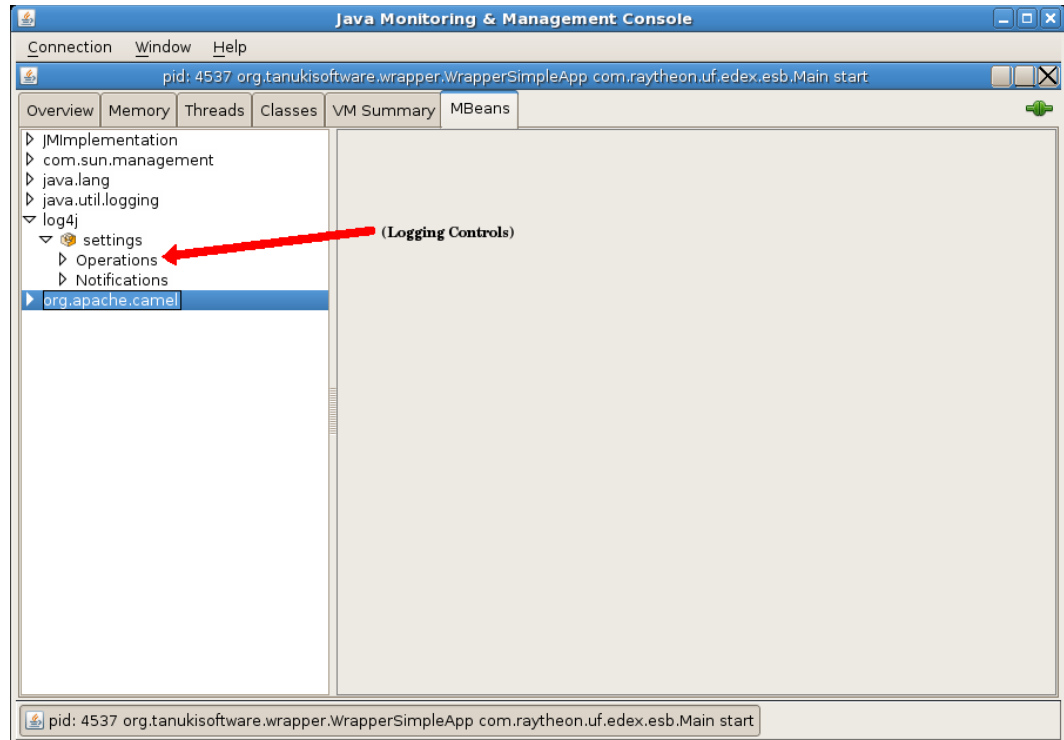 Java Monitoring & Management Console
Connection Window Help
pid: 4537 org.tanukisoftware.wrapper.WrapperSimpleApp com.raytheon.uf.edex.esb.Main start
Overview Memory Threads Classes VM Summary MBeans
JMImplementation
com.sun.management
java.lang
java.util.logging
log4j
settings
(Logging Controls)
Operations
Notifications
org.apache.camel
pid: 4537 org.tanukisoftware.wrapper.WrapperSimpleApp com.raytheon.uf.edex.esb.Main start